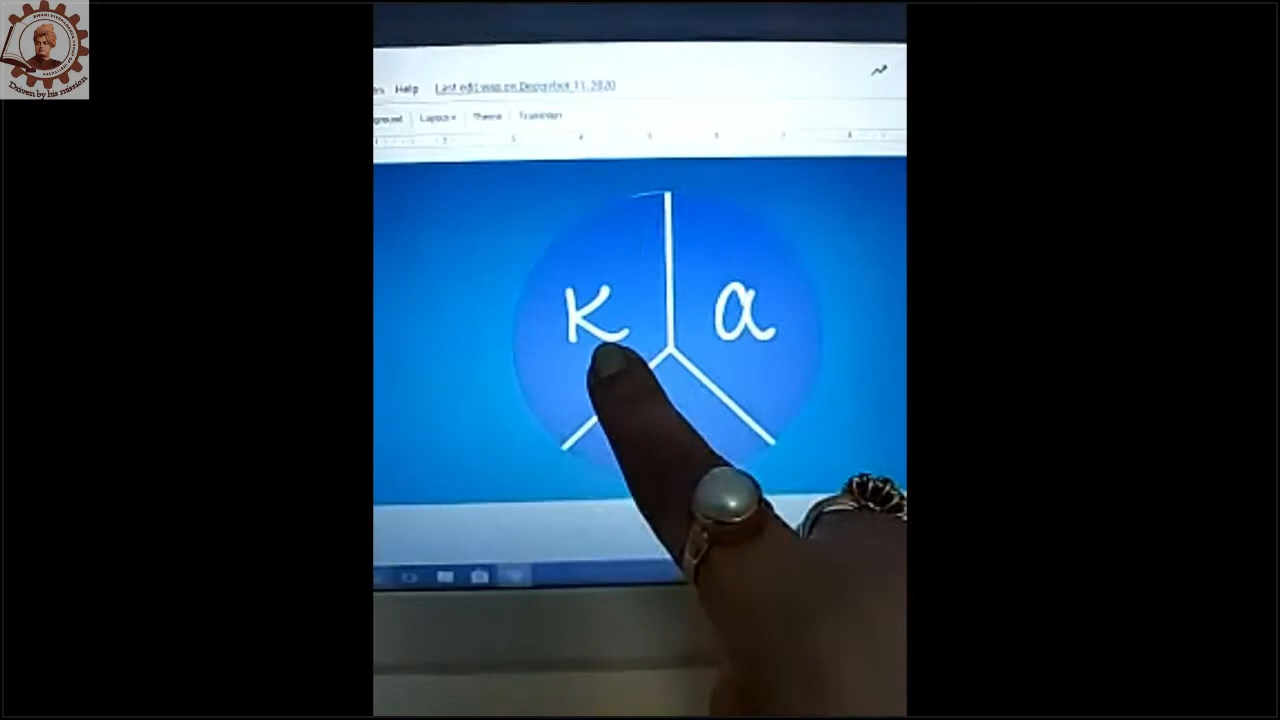 Driven by his mission
Help Last edit was on December 11, 2020
Layout Theme Transition
K a